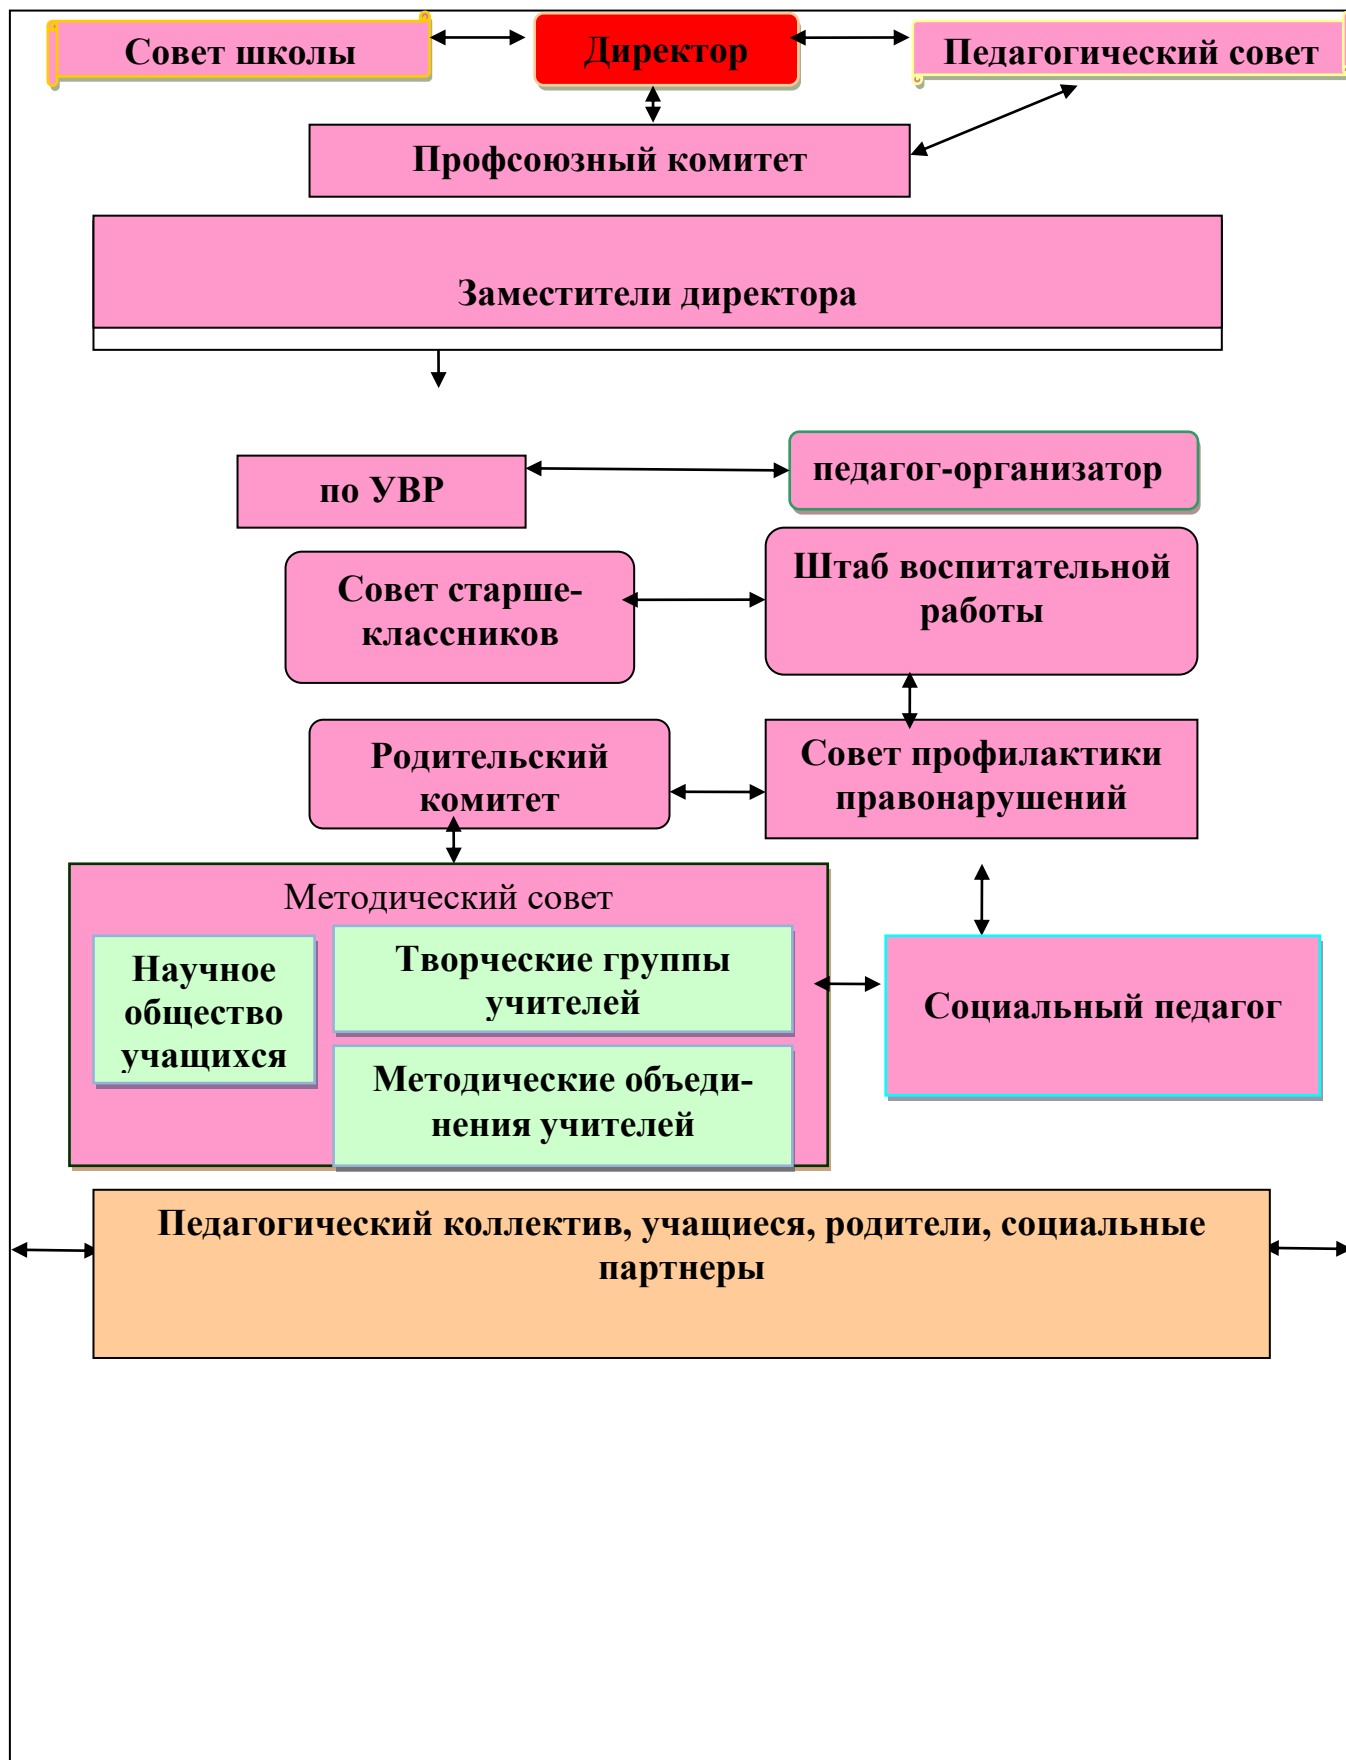 Совет школы
Директор
Педагогический совет
Профсоюзный комитет
Заместители директора
по УВР
педагог-организатор
Совет старше-
классников
Штаб воспитательной
работы
Родительский
комитет
Совет профилактики
правонарушений
Методический совет
Научное
общество
учащихся
Творческие группы
учителей
Методические объеди-
нения учителей
Социальный педагог
Педагогический коллектив, учащиеся, родители, социальные
партнеры